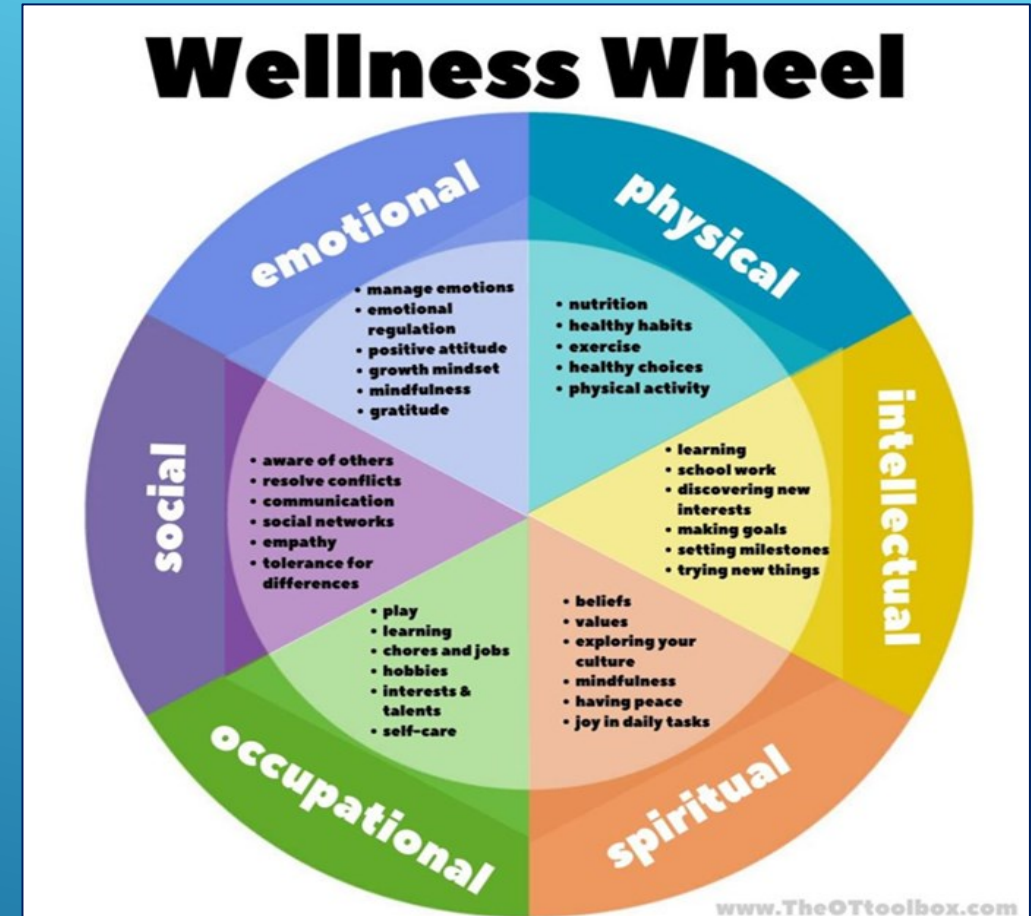 Wellness Wheel
emotional
• manage emotions
• emotional
regulation
• positive attitude
• growth mindset
• mindfulness
• gratitude
physical
• nutrition
• healthy habits
• exercise
• healthy choices
• physical activity
intellectual
• learning
• school work
• discovering new
interests
• making goals
• setting milestones
• trying new things
spiritual
• beliefs
• values
• exploring your
culture
• mindfulness
• having peace
• joy in daily tasks
occupational
• play
• learning
• chores and jobs
• hobbies
• interests &
talents
• self-care
social
• aware of others
• resolve conflicts
• communication
• social networks
• empathy
• tolerance for
differences
www.TheOTtoolbox.com